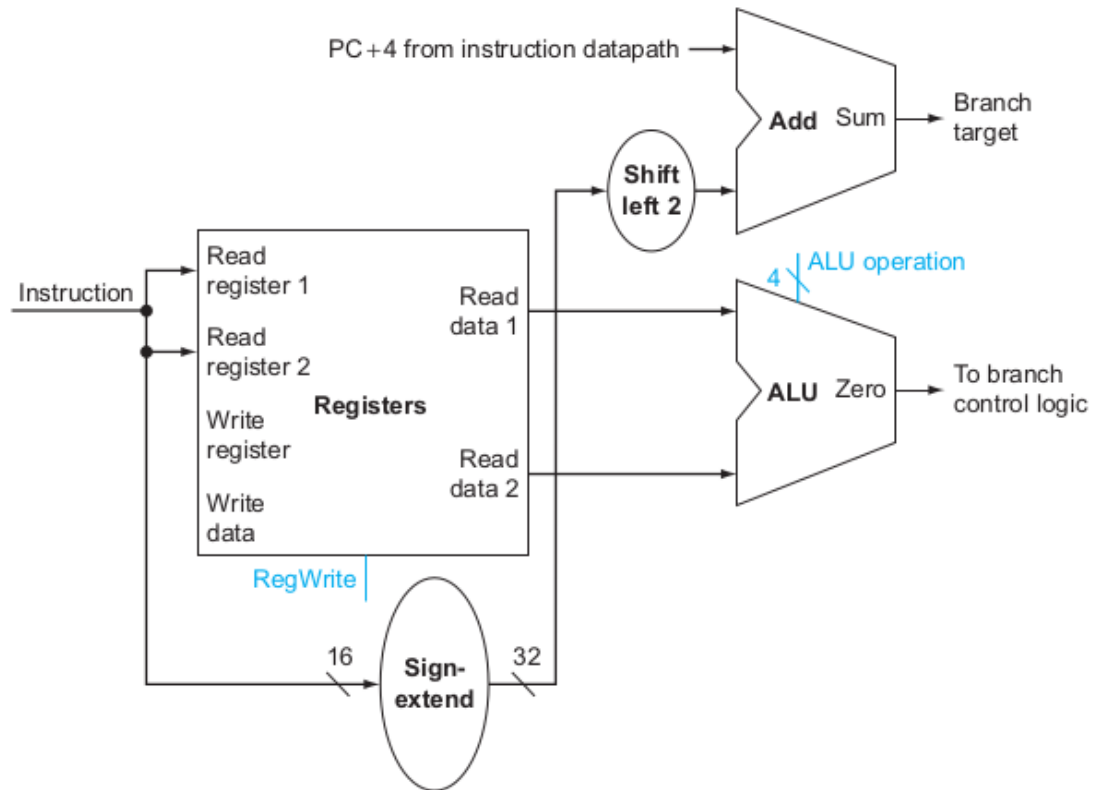 PC+4 from instruction datapath
Add
Sum
Branch
target
Shift
left 2
Instruction
Read
register 1
Read
register 2
Write
register
Write
data
Registers
Read
data 1
Read
data 2
RegWrite
4
ALU operation
ALU
Zero
To branch
control logic
16
Sign-
extend
32